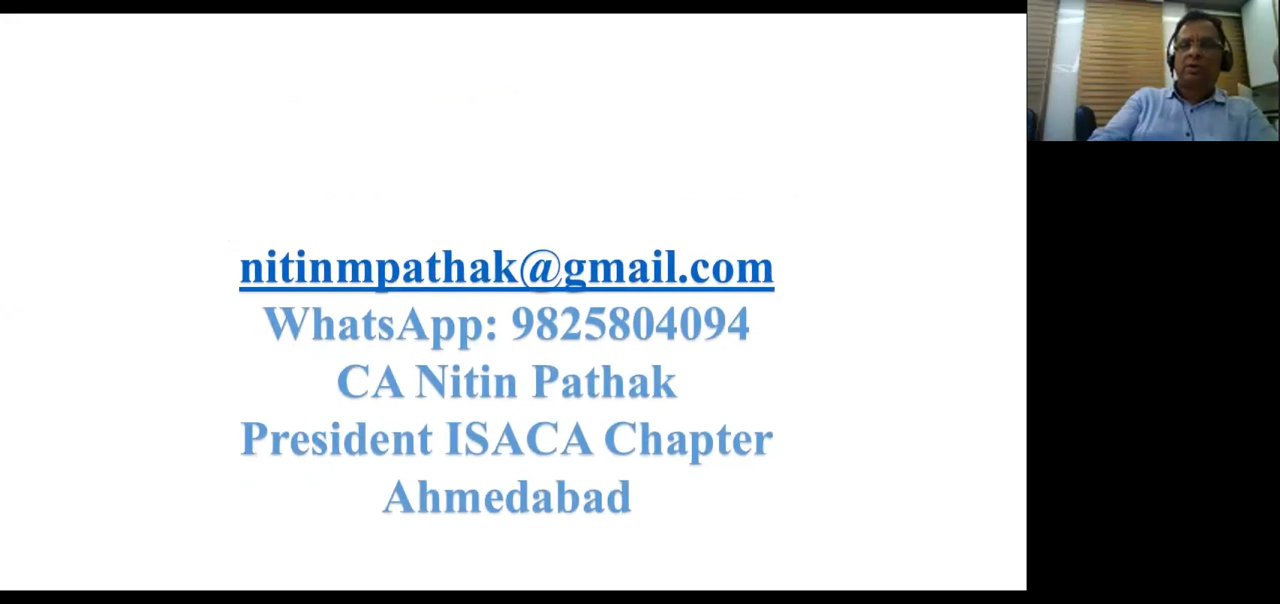 nitinmpathak@gmail.com
WhatsApp: 9825804094
CA Nitin Pathak
President ISACA Chapter
Ahmedabad